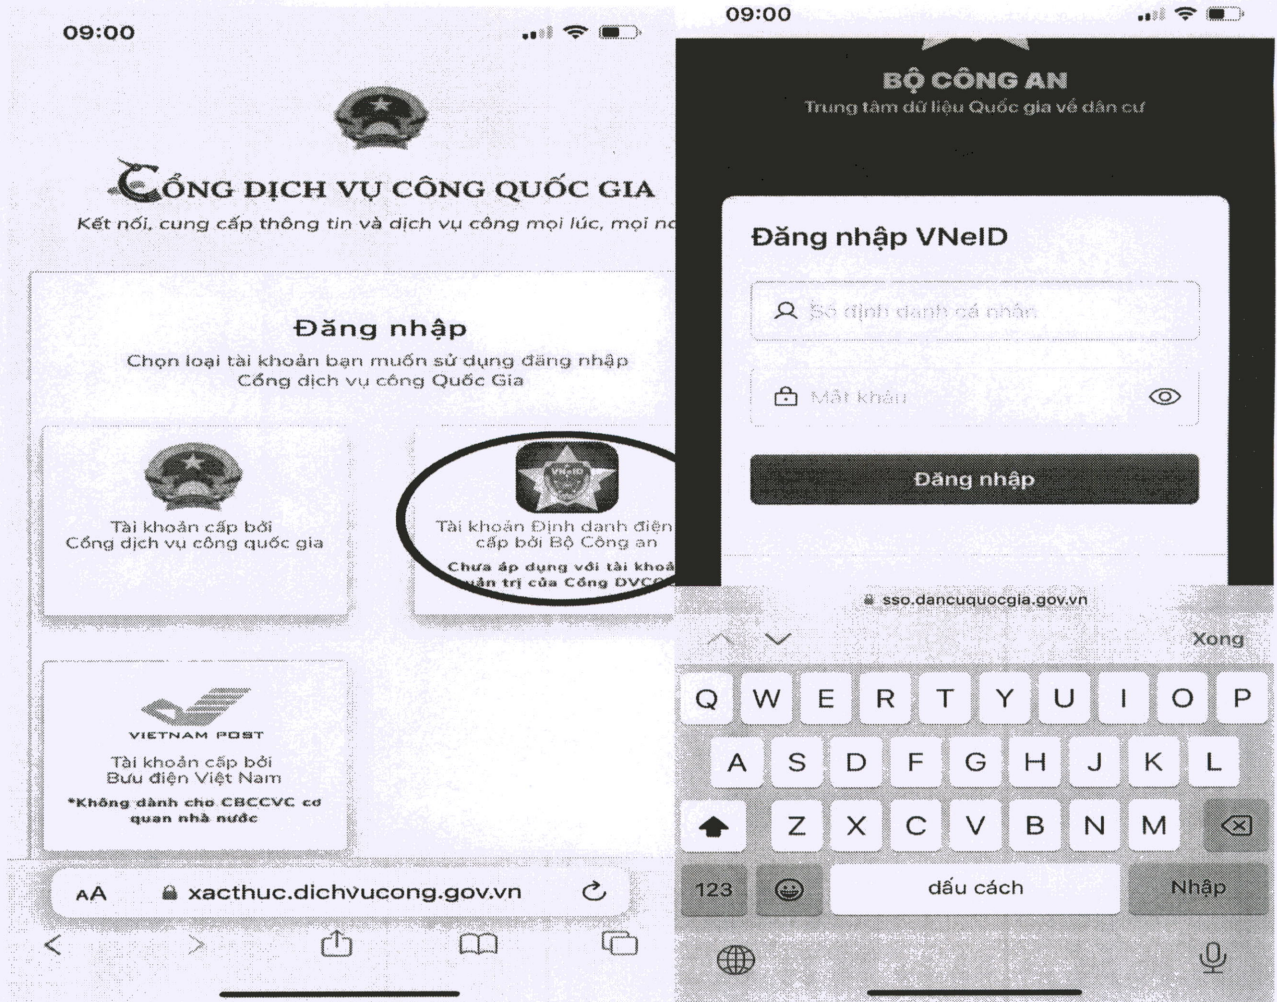 09:00
CỔNG DỊCH VỤ CÔNG QUỐC GIA
Kết nối, cung cấp thông tin và dịch vụ công mọi lúc, mọi nơ
Đăng nhập
Chọn loại tài khoản bạn muốn sử dụng đăng nhập
Cổng dịch vụ công Quốc Gia
Tài khoản cấp bởi
Cổng dịch vụ công quốc gia
VNeID
Tài khoản Định danh điện
cấp bởi Bộ Công an
Chưa áp dụng với tài khoả
uản trị của Cổng DVCQG
VIETNAM POST
Tài khoản cấp bởi
Bưu điện Việt Nam
*Không dành cho CBCCVC cơ
quan nhà nước
AA xacthuc.dichvucong.gov.vn
09:00
BỘ CÔNG AN
Trung tâm dữ liệu Quốc gia về dân cư
Đăng nhập VNeID
Số định danh cá nhân
Mật khẩu
Đăng nhập
sso.dancuquocgia.gov.vn
Xong
Q W E R T Y U I O P
A S D F G H J K L
Z X C V B N M
123 dấu cách Nhập